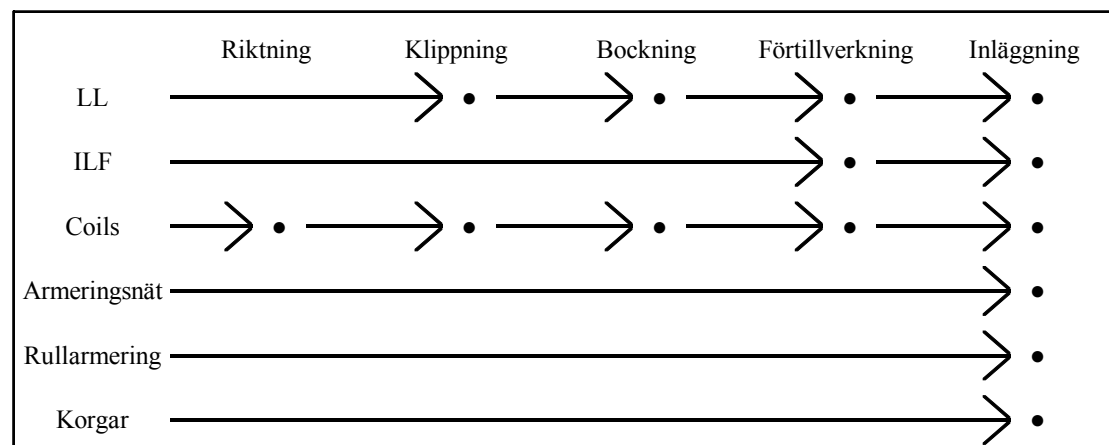 Riktning Klippning Bockning Förtillverkning Inläggning
LL
ILF
Coils
Armeringsnät
Rullarmering
Korgar